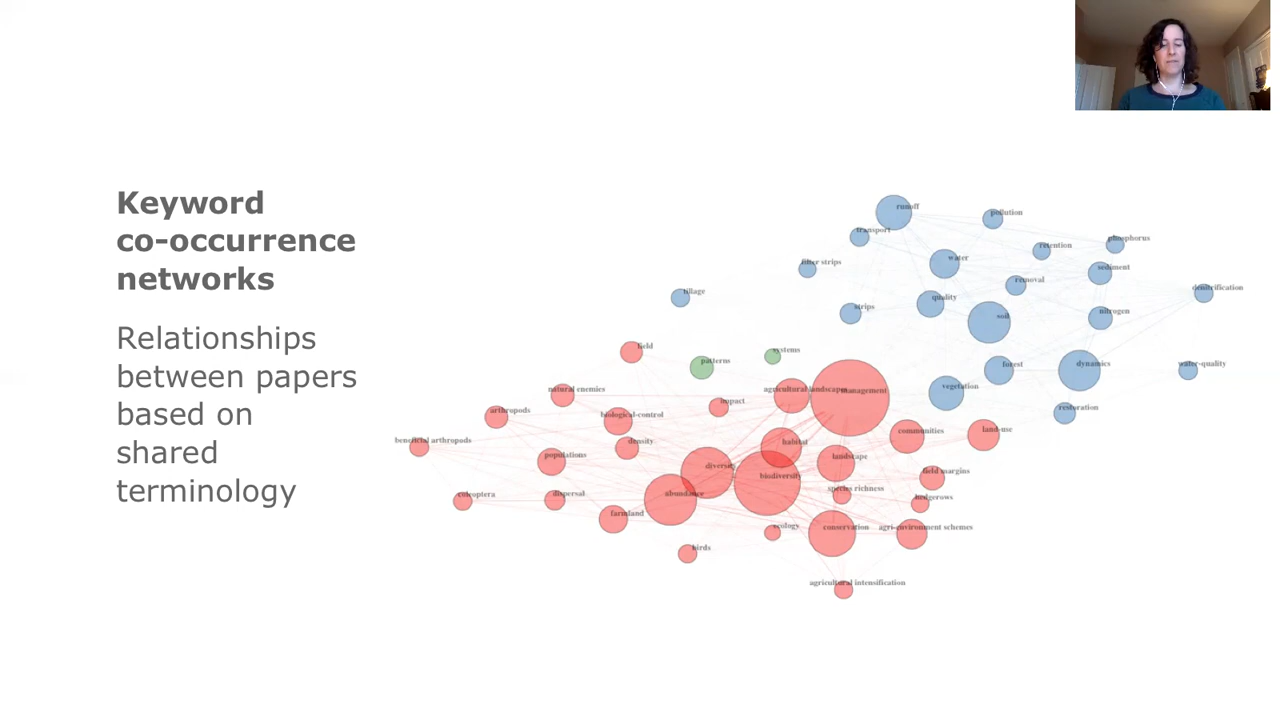 Keyword
co-occurrence
networks
Relationships
between papers
based on
shared
terminology
runoff
pollution
transport
phosphorus
retention
water
filter strips
sediment
removal
denitrification
tillage
quality
strips
nitrogen
soil
field
systems
patterns
forest
dynamics
water-quality
natural enemies
agricultural landscapes
management
vegetation
impact
restoration
arthropods
biological-control
communities
land-use
beneficial arthropods
density
habitat
populations
landscape
diversity
field margins
biodiversity
species richness
coleoptera
dispersal
abundance
hedgerows
farmland
ecology
conservation
agri-environment schemes
birds
agricultural intensification